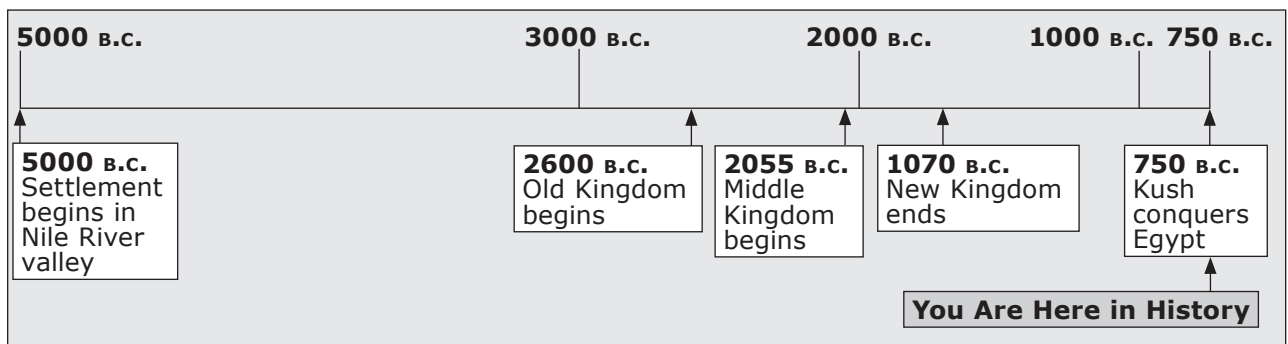 5000 B.C. 3000 B.C. 2000 B.C. 1000 B.C. 750 B.C.
5000 B.C.
Settlement
begins in
Nile River
valley
2600 B.C.
Old Kingdom
begins
2055 B.C.
Middle
Kingdom
begins
1070 B.C.
New Kingdom
ends
750 B.C.
Kush
conquers
Egypt
You Are Here in History